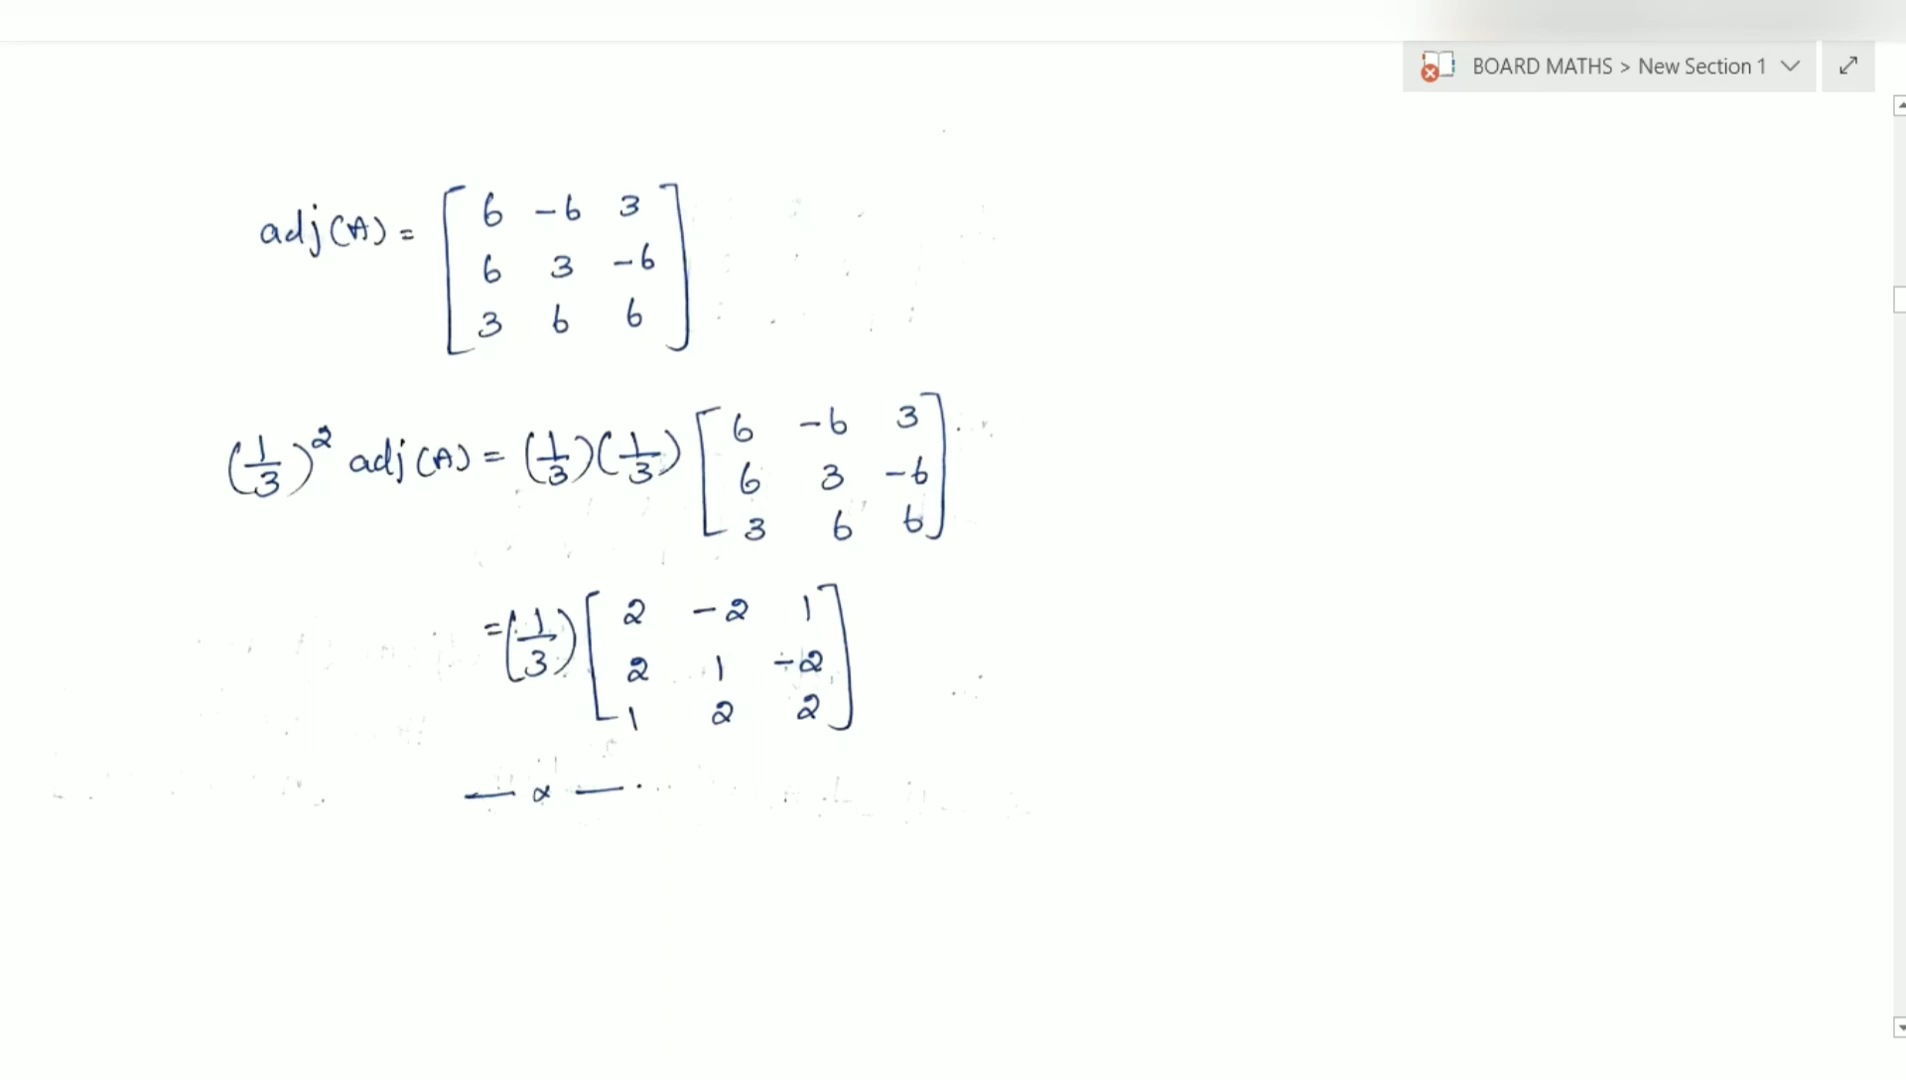 BOARD MATHS > New Section 1
adj(A) = [ 6 -6 3
6 3 -6
3 6 6 ]
(1/3)² adj(A) = (1/3)(1/3) [ 6 -6 3
6 3 -6
3 6 6 ]
= (1/3) [ 2 -2 1
2 1 -2
1 2 2 ]